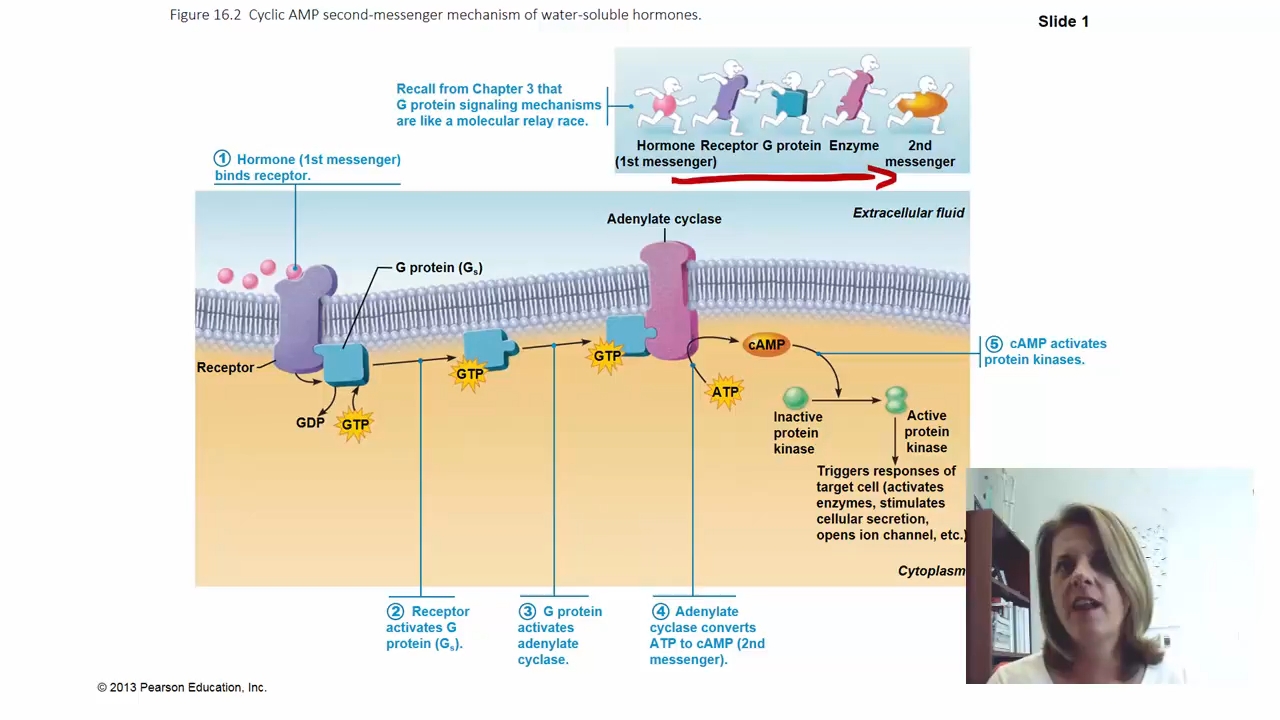 Figure 16.2 Cyclic AMP second-messenger mechanism of water-soluble hormones.
Slide 1
Recall from Chapter 3 that
G protein signaling mechanisms
are like a molecular relay race.
Hormone Receptor G protein Enzyme 2nd
(1st messenger) messenger
① Hormone (1st messenger)
binds receptor.
Extracellular fluid
Adenylate cyclase
G protein (Gs)
Receptor
GDP
GTP
GTP
GTP
ATP
cAMP
⑤ cAMP activates
protein kinases.
Inactive
protein
kinase
Active
protein
kinase
Triggers responses of
target cell (activates
enzymes, stimulates
cellular secretion,
opens ion channel, etc.)
Cytoplasm
② Receptor
activates G
protein (Gs).
③ G protein
activates
adenylate
cyclase.
④ Adenylate
cyclase converts
ATP to cAMP (2nd
messenger).
© 2013 Pearson Education, Inc.